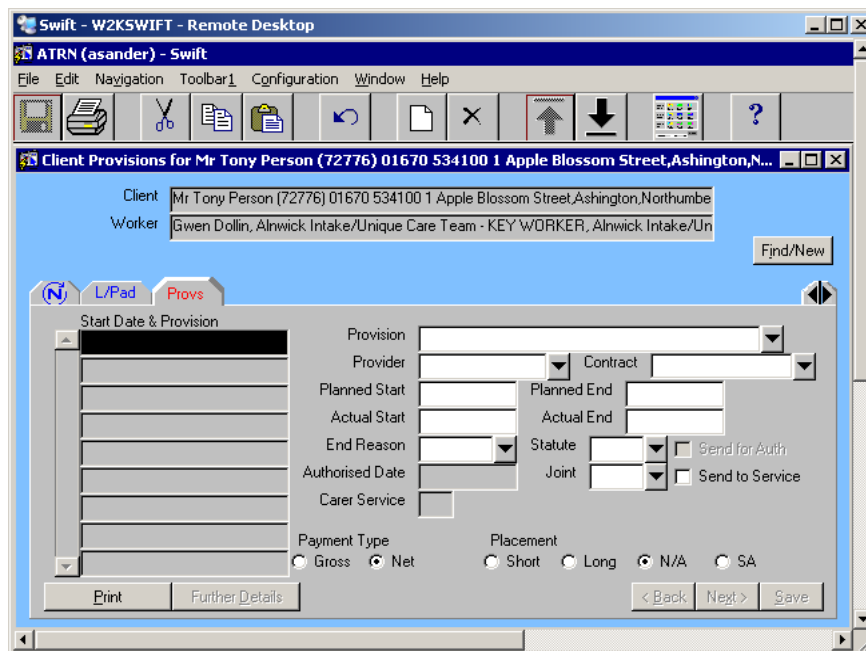 Swift - W2KSWIFT - Remote Desktop
ATRN (asander) - Swift
File Edit Navigation Toolbar1 Configuration Window Help
?
Client Provisions for Mr Tony Person (72776) 01670 534100 1 Apple Blossom Street,Ashington,N...
Client Mr Tony Person (72776) 01670 534100 1 Apple Blossom Street,Ashington,Northumbe
Worker Gwen Dollin, Alnwick Intake/Unique Care Team - KEY WORKER, Alnwick Intake/Un
Find/New
N L/Pad Provs
Start Date & Provision
Provision
Provider Contract
Planned Start Planned End
Actual Start Actual End
End Reason Statute Send for Auth
Authorised Date Joint Send to Service
Carer Service
Payment Type Placement
Gross Net Short Long N/A SA
Print Further Details < Back Next > Save